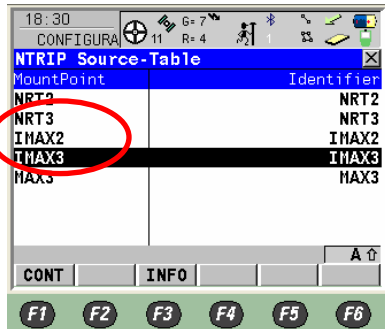 18:30
CONFIGURA
11
G= 7
R= 4
1
NTRIP Source-Table
MountPoint Identifier
NRT2 NRT2
NRT3 NRT3
IMAX2 IMAX2
IMAX3 IMAX3
MAX3 MAX3
A
CONT INFO
F1 F2 F3 F4 F5 F6